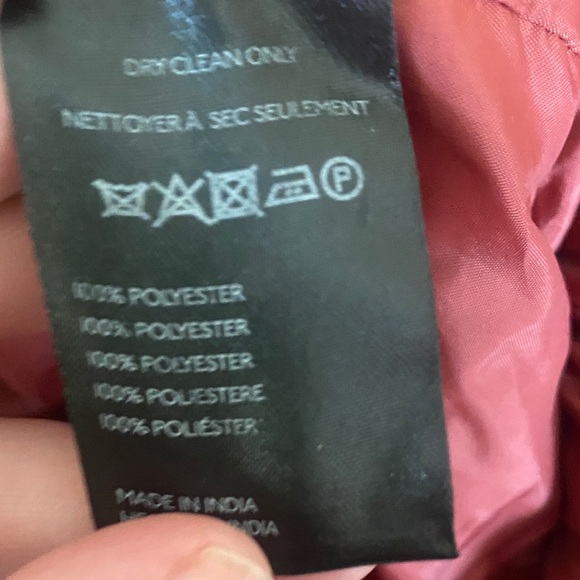 DRY CLEAN ONLY
NETTOYER À SEC SEULEMENT
P
100% POLYESTER
100% POLYESTER
100% POLYESTER
100% POLIESTERE
100% POLIÉSTER
MADE IN INDIA
INDIA